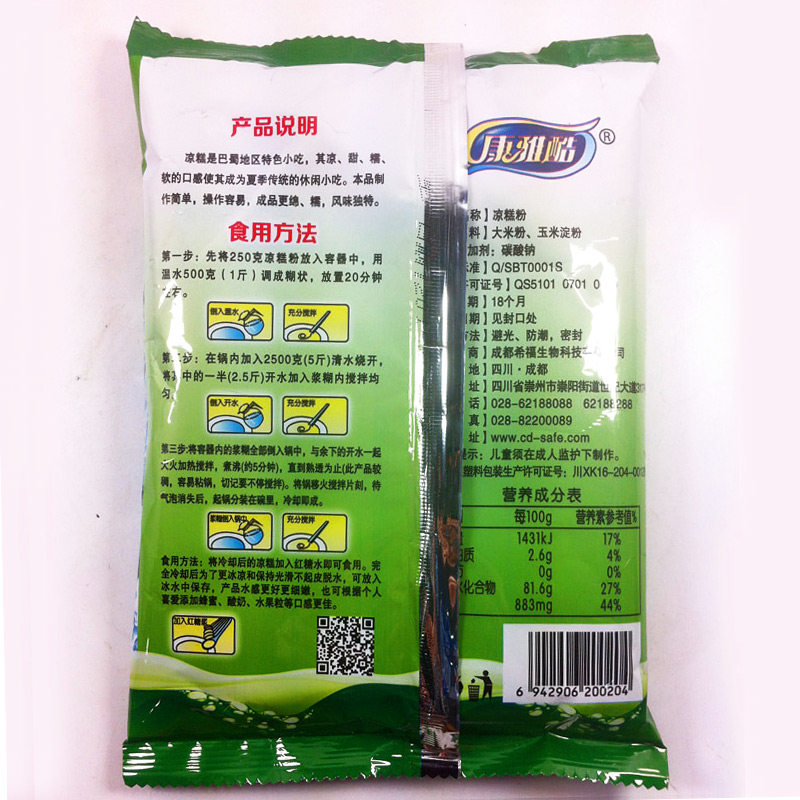 产品说明
凉糕是巴蜀地区特色小吃，其凉、甜、糯、
软的口感使其成为夏季传统的休闲小吃。本品制
作简单，操作容易，成品更绵、糯，风味独特。
食用方法
第一步：先将250克凉糕粉放入容器中，用
温水500克（1斤）调成糊状，放置20分钟
左右。
倒入温水
充分搅拌
第二步：在锅内加入2500克(5斤)清水烧开，
将其中的一半(2.5斤)开水加入浆糊内搅拌均
匀。
倒入开水
充分搅拌
第三步:将容器内的浆糊全部倒入锅中，与余下的开水一起
大火加热搅拌，煮沸(约5分钟)，直到熟透为止(此产品较
稠，容易粘锅，切记要不停搅拌)。将锅移火搅拌片刻，待
气泡消失后，起锅分装在碗里，冷却即成。
浆糊倒入锅中
充分搅拌
食用方法：将冷却后的凉糕加入红糖水即可食用。完
全冷却后为了更冰凉和保持光滑不起皮脱水，可放入
冰水中保存，产品水感更好更细嫩，也可根据个人
喜爱添加蜂蜜、酸奶、水果粒等口感更佳。
加入红糖浆
康雅酷®
称】凉糕粉
料】大米粉、玉米淀粉
加剂：碳酸钠
准】Q/SBT0001S
可证号】QS5101 0701 0
期】18个月
期】见封口处
方法】避光、防潮，密封
商】成都希福生物科技有限公司
地】四川·成都
址】四川省崇州市崇阳街道世纪大道
话】028-62188088 62188288
真】028-82200089
址】www.cd-safe.com
提示：儿童须在成人监护下制作。
塑料包装生产许可证号：川XK16-204-00
营养成分表
每100g 营养素参考值%
1431kJ 17%
质 2.6g 4%
0g 0%
水化合物 81.6g 27%
883mg 44%
6 942906 200204